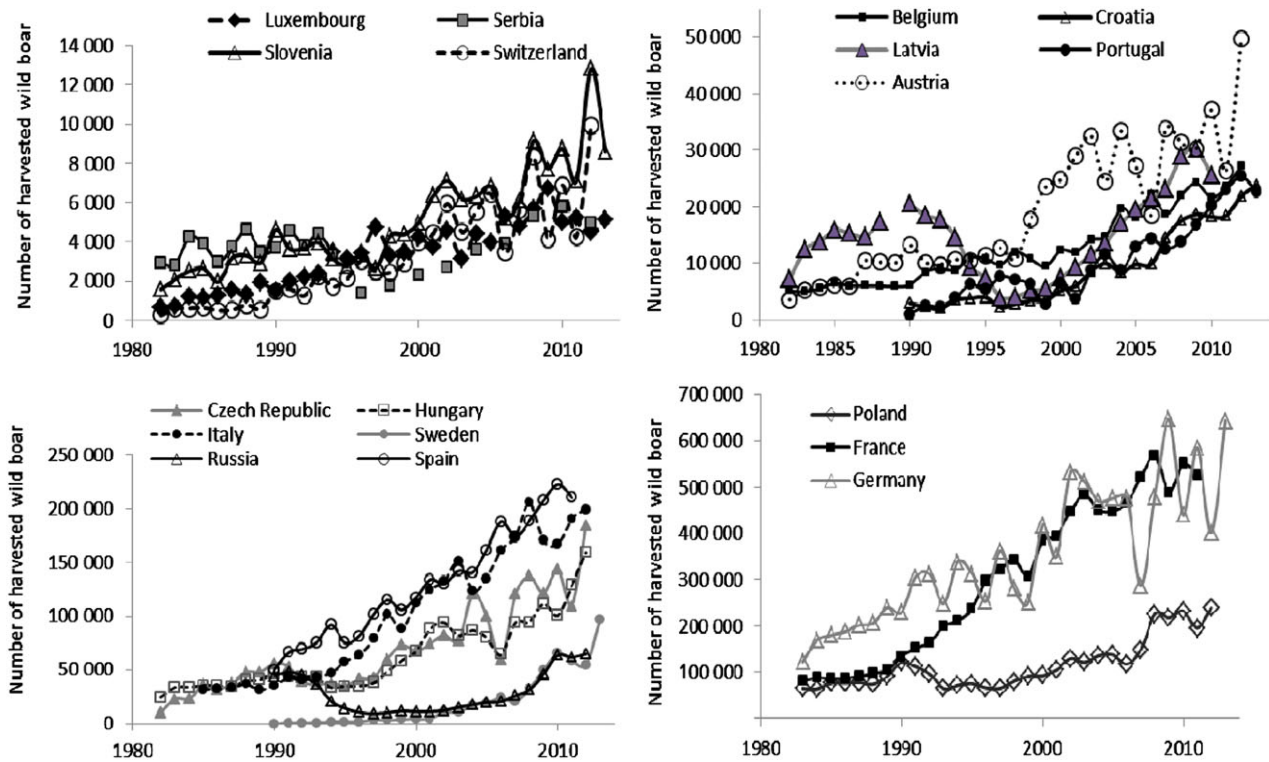 Luxembourg Serbia
Slovenia Switzerland
Number of harvested wild boar
14 000
12 000
10 000
8 000
6 000
4 000
2 000
0
1980 1990 2000 2010
Belgium Croatia
Latvia Portugal
Austria
Number of harvested wild boar
50 000
40 000
30 000
20 000
10 000
0
1980 1985 1990 1995 2000 2005 2010
Czech Republic Hungary
Italy Sweden
Russia Spain
Number of harvested wild boar
250 000
200 000
150 000
100 000
50 000
0
1980 1990 2000 2010
Poland
France
Germany
Number of harvested wild boar
700 000
600 000
500 000
400 000
300 000
200 000
100 000
1980 1990 2000 2010